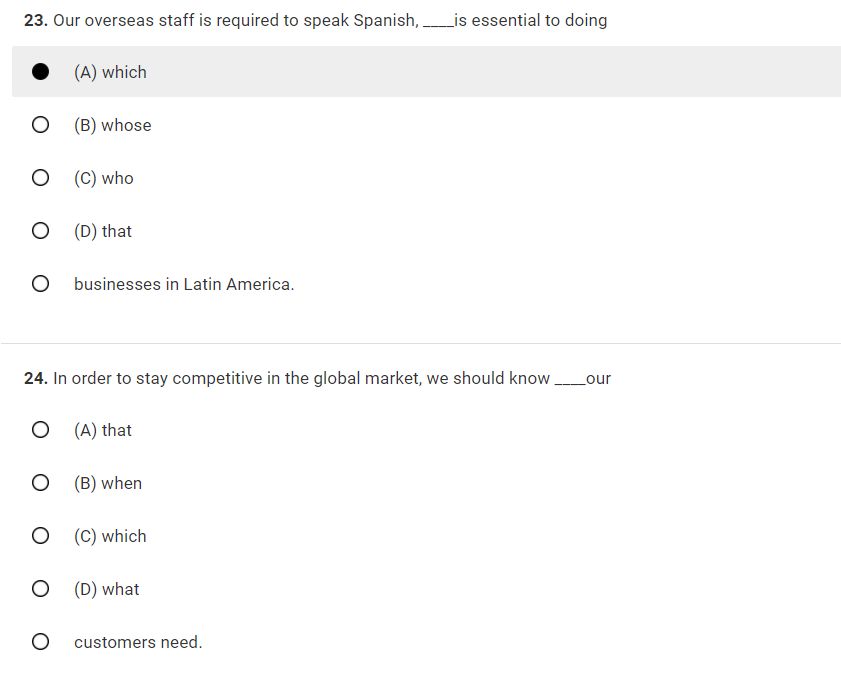 23. Our overseas staff is required to speak Spanish, ____is essential to doing
(A) which
(B) whose
(C) who
(D) that
businesses in Latin America.
24. In order to stay competitive in the global market, we should know ____our
(A) that
(B) when
(C) which
(D) what
customers need.